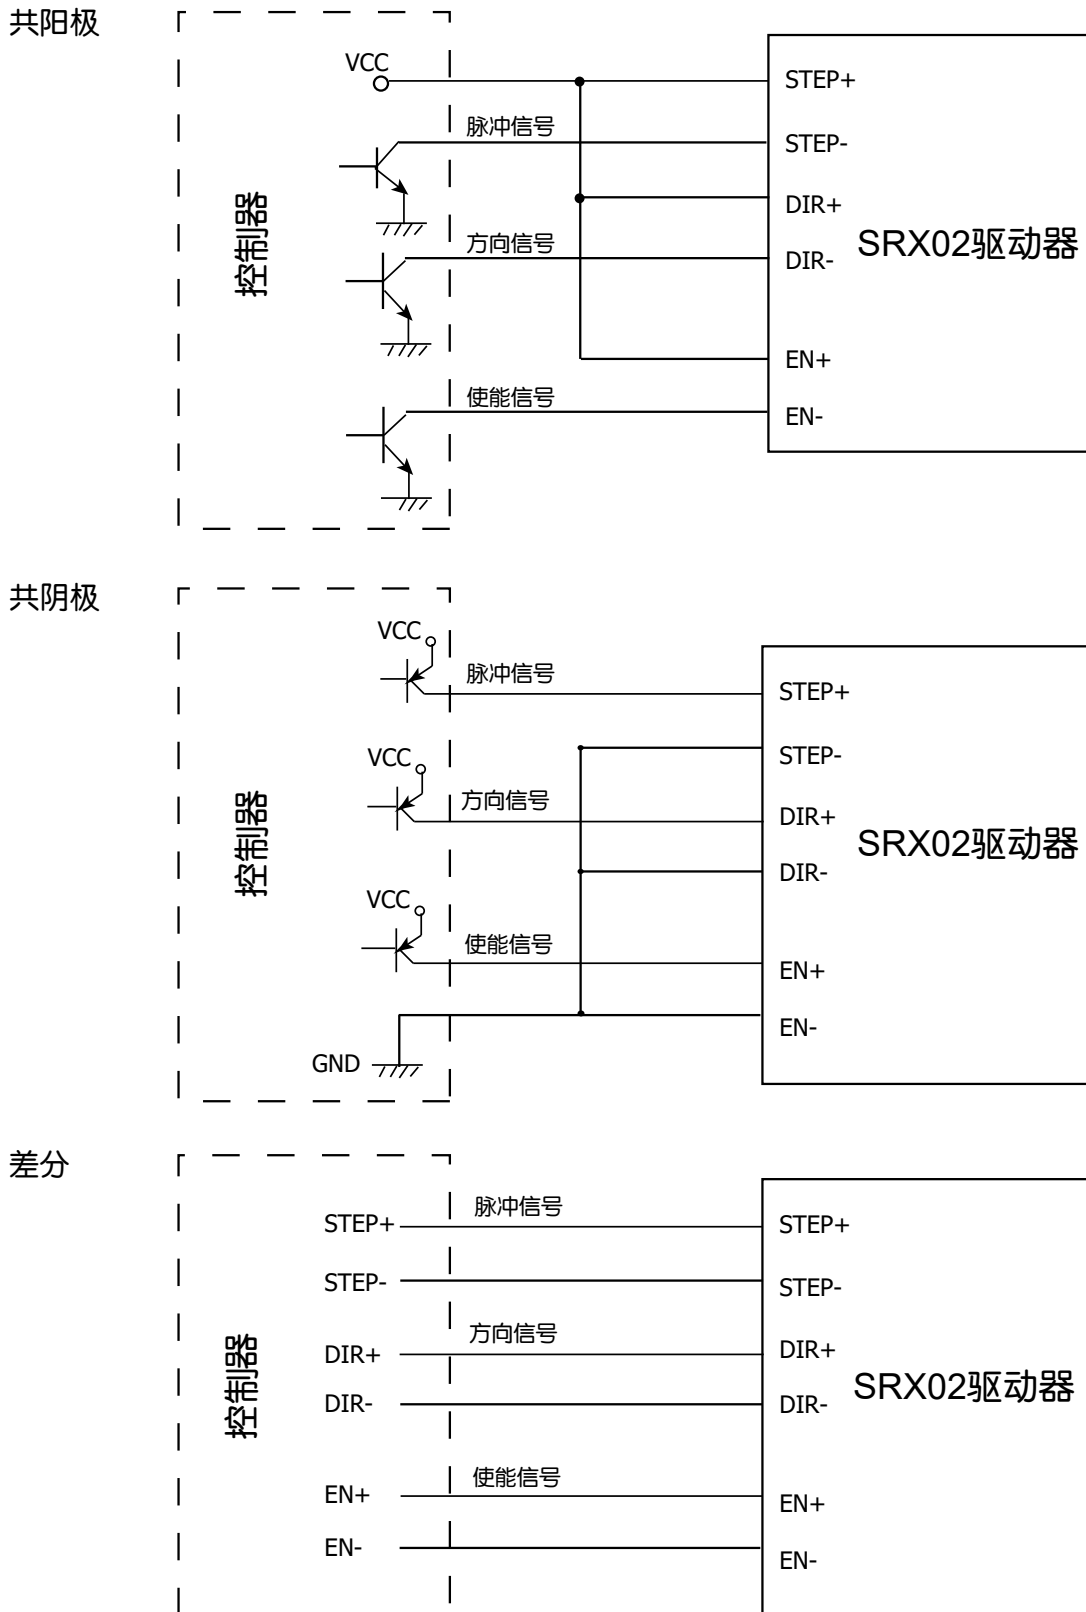 共阳极
VCC
STEP+
脉冲信号
STEP-
DIR+
控制器
方向信号
DIR-
SRX02驱动器
EN+
使能信号
EN-
共阴极
VCC
脉冲信号
STEP+
STEP-
VCC
方向信号
DIR+
控制器
SRX02驱动器
DIR-
VCC
使能信号
EN+
EN-
GND
差分
脉冲信号
STEP+
STEP+
STEP-
STEP-
方向信号
DIR+
DIR+
控制器
SRX02驱动器
DIR-
DIR-
使能信号
EN+
EN+
EN-
EN-